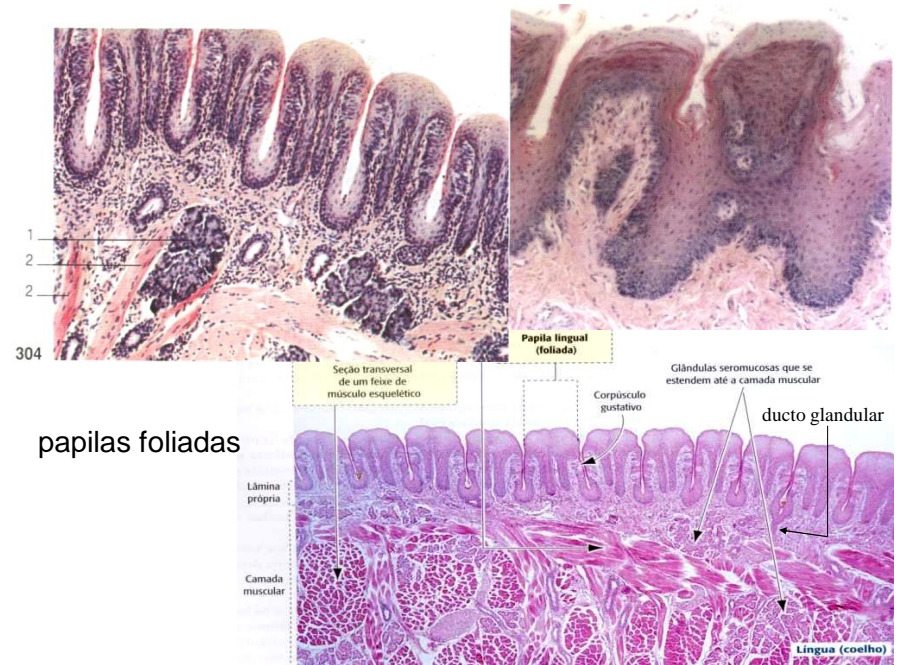 1
2
2
304
Papila lingual
(foliada)
Seção transversal
de um feixe de
músculo esquelético
Glândulas seromucosas que se
estendem até a camada muscular
Corpúsculo
gustativo
ducto glandular
papilas foliadas
Lâmina
própria
Camada
muscular
Língua (coelho)